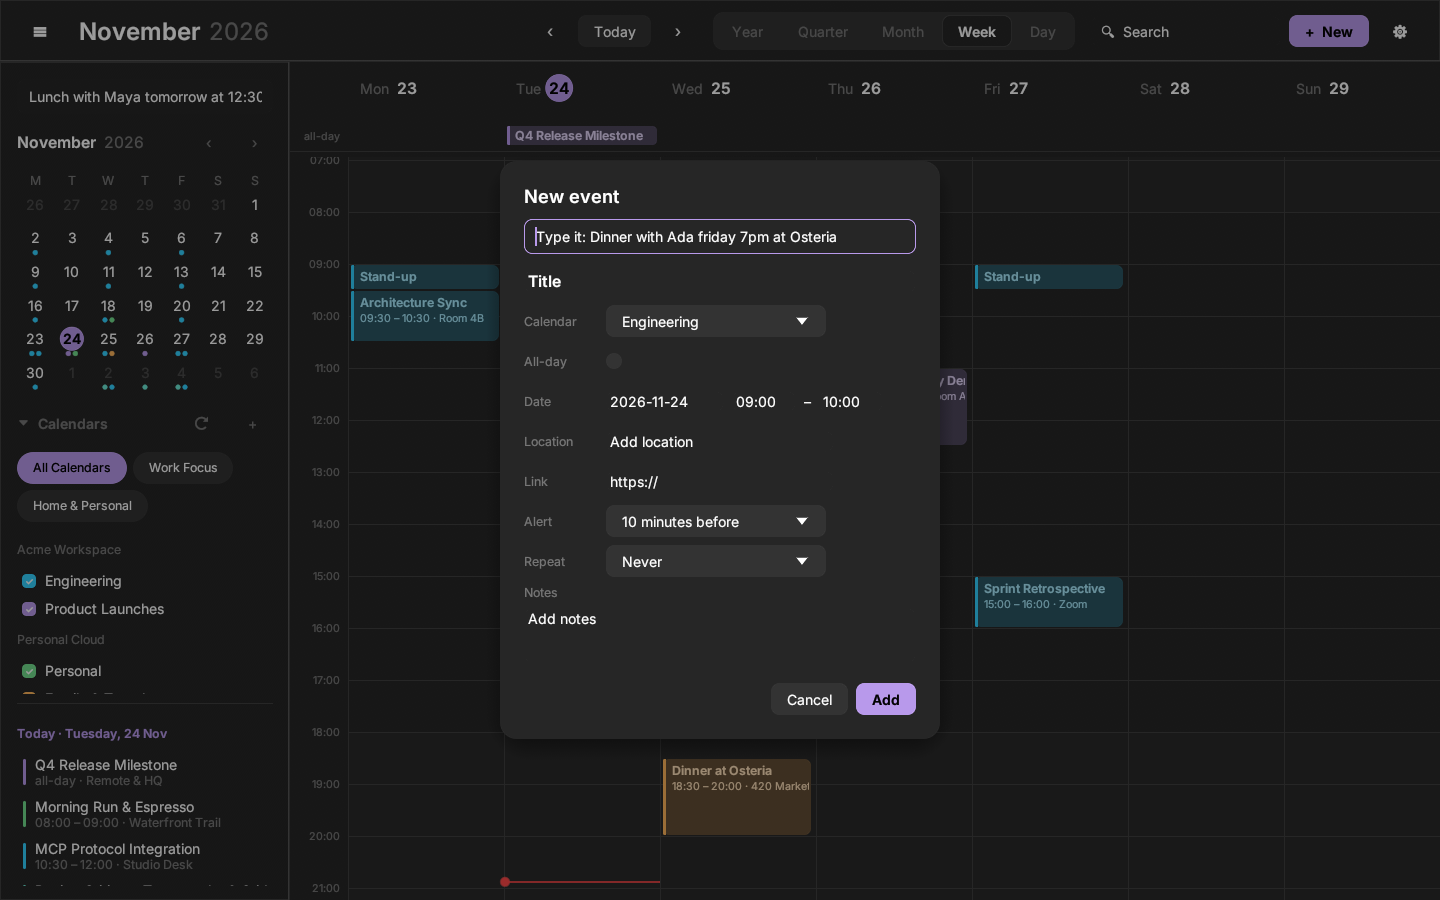 November 2026
Today
Year Quarter Month Week Day
Search
+ New
Lunch with Maya tomorrow at 12:30
Mon 23 Tue 24 Wed 25 Thu 26 Fri 27 Sat 28 Sun 29
all-day
Q4 Release Milestone
November 2026
M T W T F S S
26 27 28 29 30 31 1
2 3 4 5 6 7 8
9 10 11 12 13 14 15
16 17 18 19 20 21 22
23 24 25 26 27 28 29
30 1 2 3 4 5 6
Calendars
+
All Calendars
Work Focus
Home & Personal
Acme Workspace
Engineering
Product Launches
Personal Cloud
Personal
Today · Tuesday, 24 Nov
Q4 Release Milestone
all-day · Remote & HQ
Morning Run & Espresso
08:00 – 09:00 · Waterfront Trail
MCP Protocol Integration
10:30 – 12:00 · Studio Desk
07:00
08:00
09:00
10:00
11:00
12:00
13:00
14:00
15:00
16:00
17:00
18:00
19:00
20:00
21:00
Stand-up
Architecture Sync
09:30 – 10:30 · Room 4B
New event
Type it: Dinner with Ada friday 7pm at Osteria
Title
Calendar
Engineering
All-day
Date
2026-11-24 09:00 – 10:00
Location
Add location
Link
https://
Alert
10 minutes before
Repeat
Never
Notes
Add notes
Cancel
Add
Stand-up
Sprint Retrospective
15:00 – 16:00 · Zoom
Dinner at Osteria
18:30 – 20:00 · 420 Market